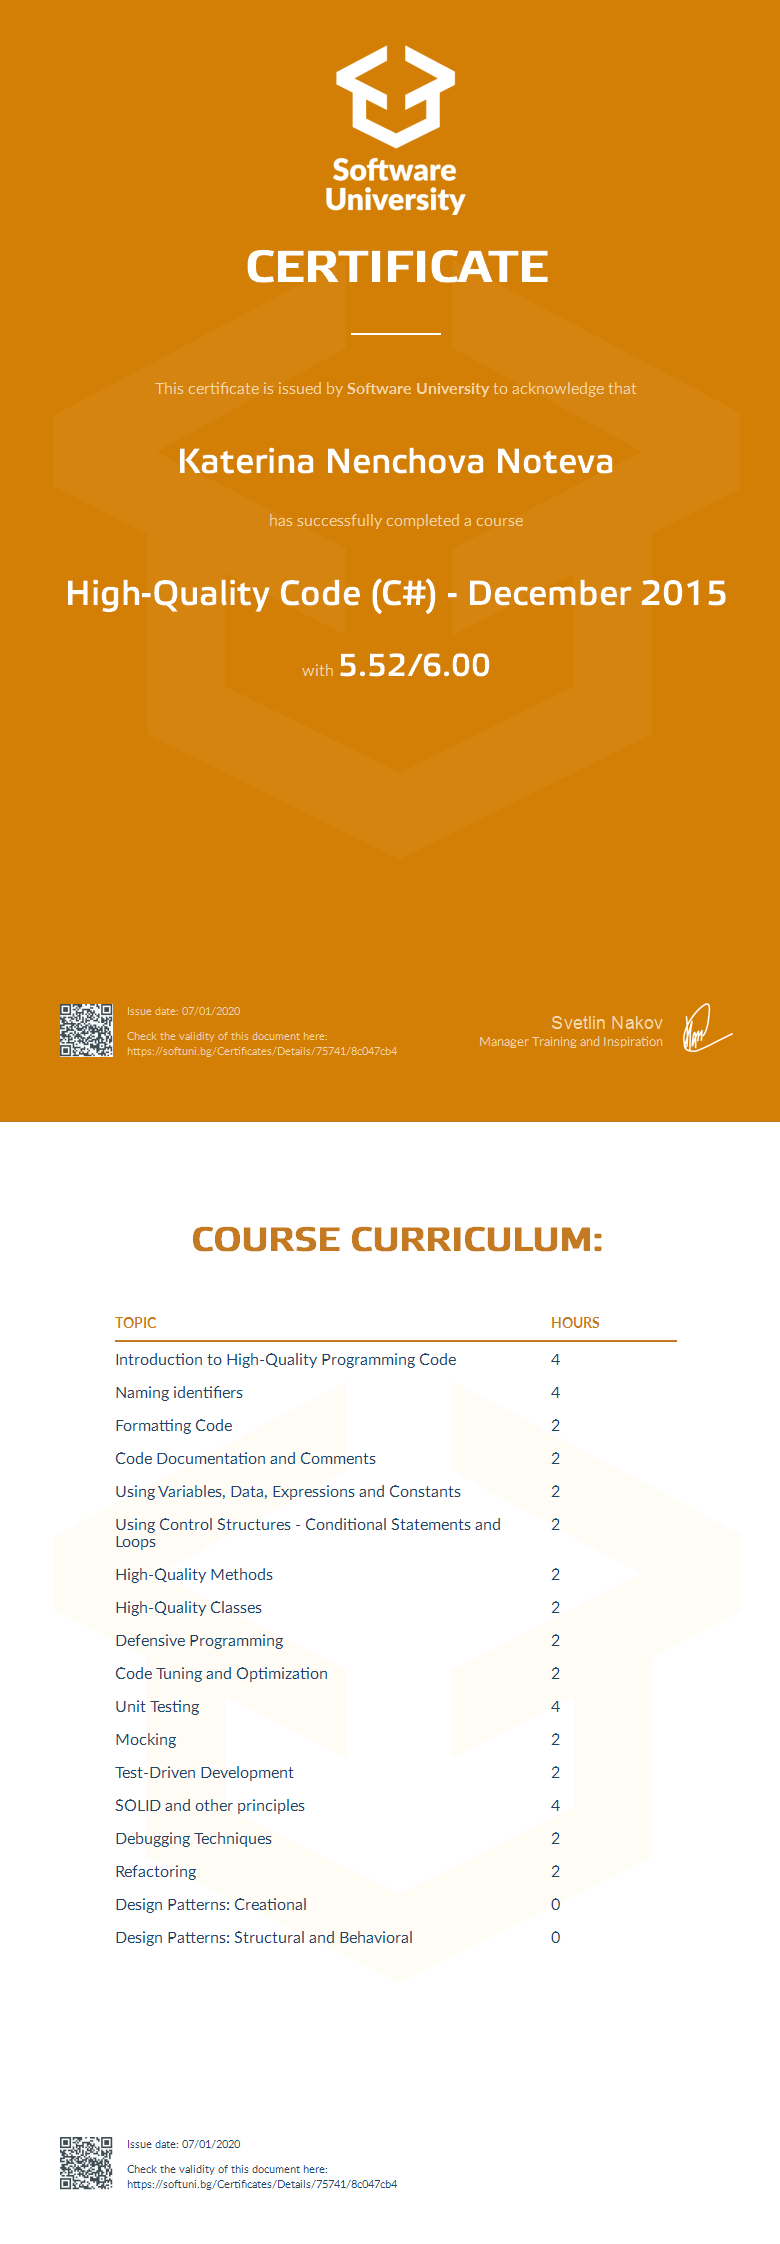 Software
University
CERTIFICATE
This certificate is issued by Software University to acknowledge that
Katerina Nenchova Noteva
has successfully completed a course
High-Quality Code (C#) - December 2015
with 5.52/6.00
Issue date: 07/01/2020
Check the validity of this document here:
https://softuni.bg/Certificates/Details/75741/8c047cb4
Svetlin Nakov
Manager Training and Inspiration
COURSE CURRICULUM:
TOPIC HOURS
Introduction to High-Quality Programming Code 4
Naming identifiers 4
Formatting Code 2
Code Documentation and Comments 2
Using Variables, Data, Expressions and Constants 2
Using Control Structures - Conditional Statements and 2
Loops
High-Quality Methods 2
High-Quality Classes 2
Defensive Programming 2
Code Tuning and Optimization 2
Unit Testing 4
Mocking 2
Test-Driven Development 2
SOLID and other principles 4
Debugging Techniques 2
Refactoring 2
Design Patterns: Creational 0
Design Patterns: Structural and Behavioral 0
Issue date: 07/01/2020
Check the validity of this document here:
https://softuni.bg/Certificates/Details/75741/8c047cb4